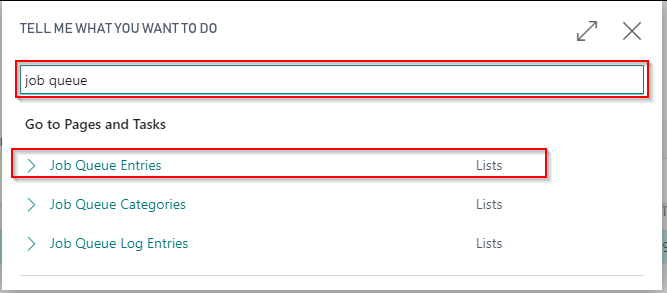 TELL ME WHAT YOU WANT TO DO
job queue
Go to Pages and Tasks
Job Queue Entries Lists
Job Queue Categories Lists
Job Queue Log Entries Lists